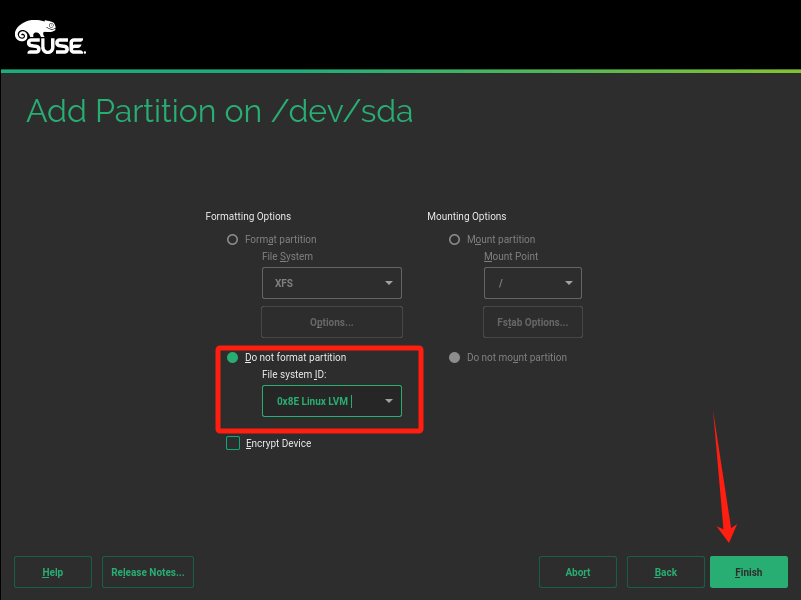 SUSE.
Add Partition on /dev/sda
Formatting Options
Format partition
File System
XFS
Options...
Do not format partition
File system ID:
0x8E Linux LVM
Encrypt Device
Mounting Options
Mount partition
Mount Point
/
Fstab Options...
Do not mount partition
Help
Release Notes...
Abort
Back
Finish